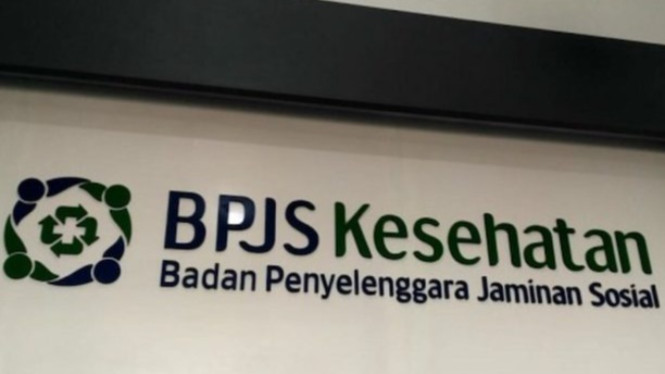 BPJS Kesehatan
Badan Penyelenggara Jaminan Sosial